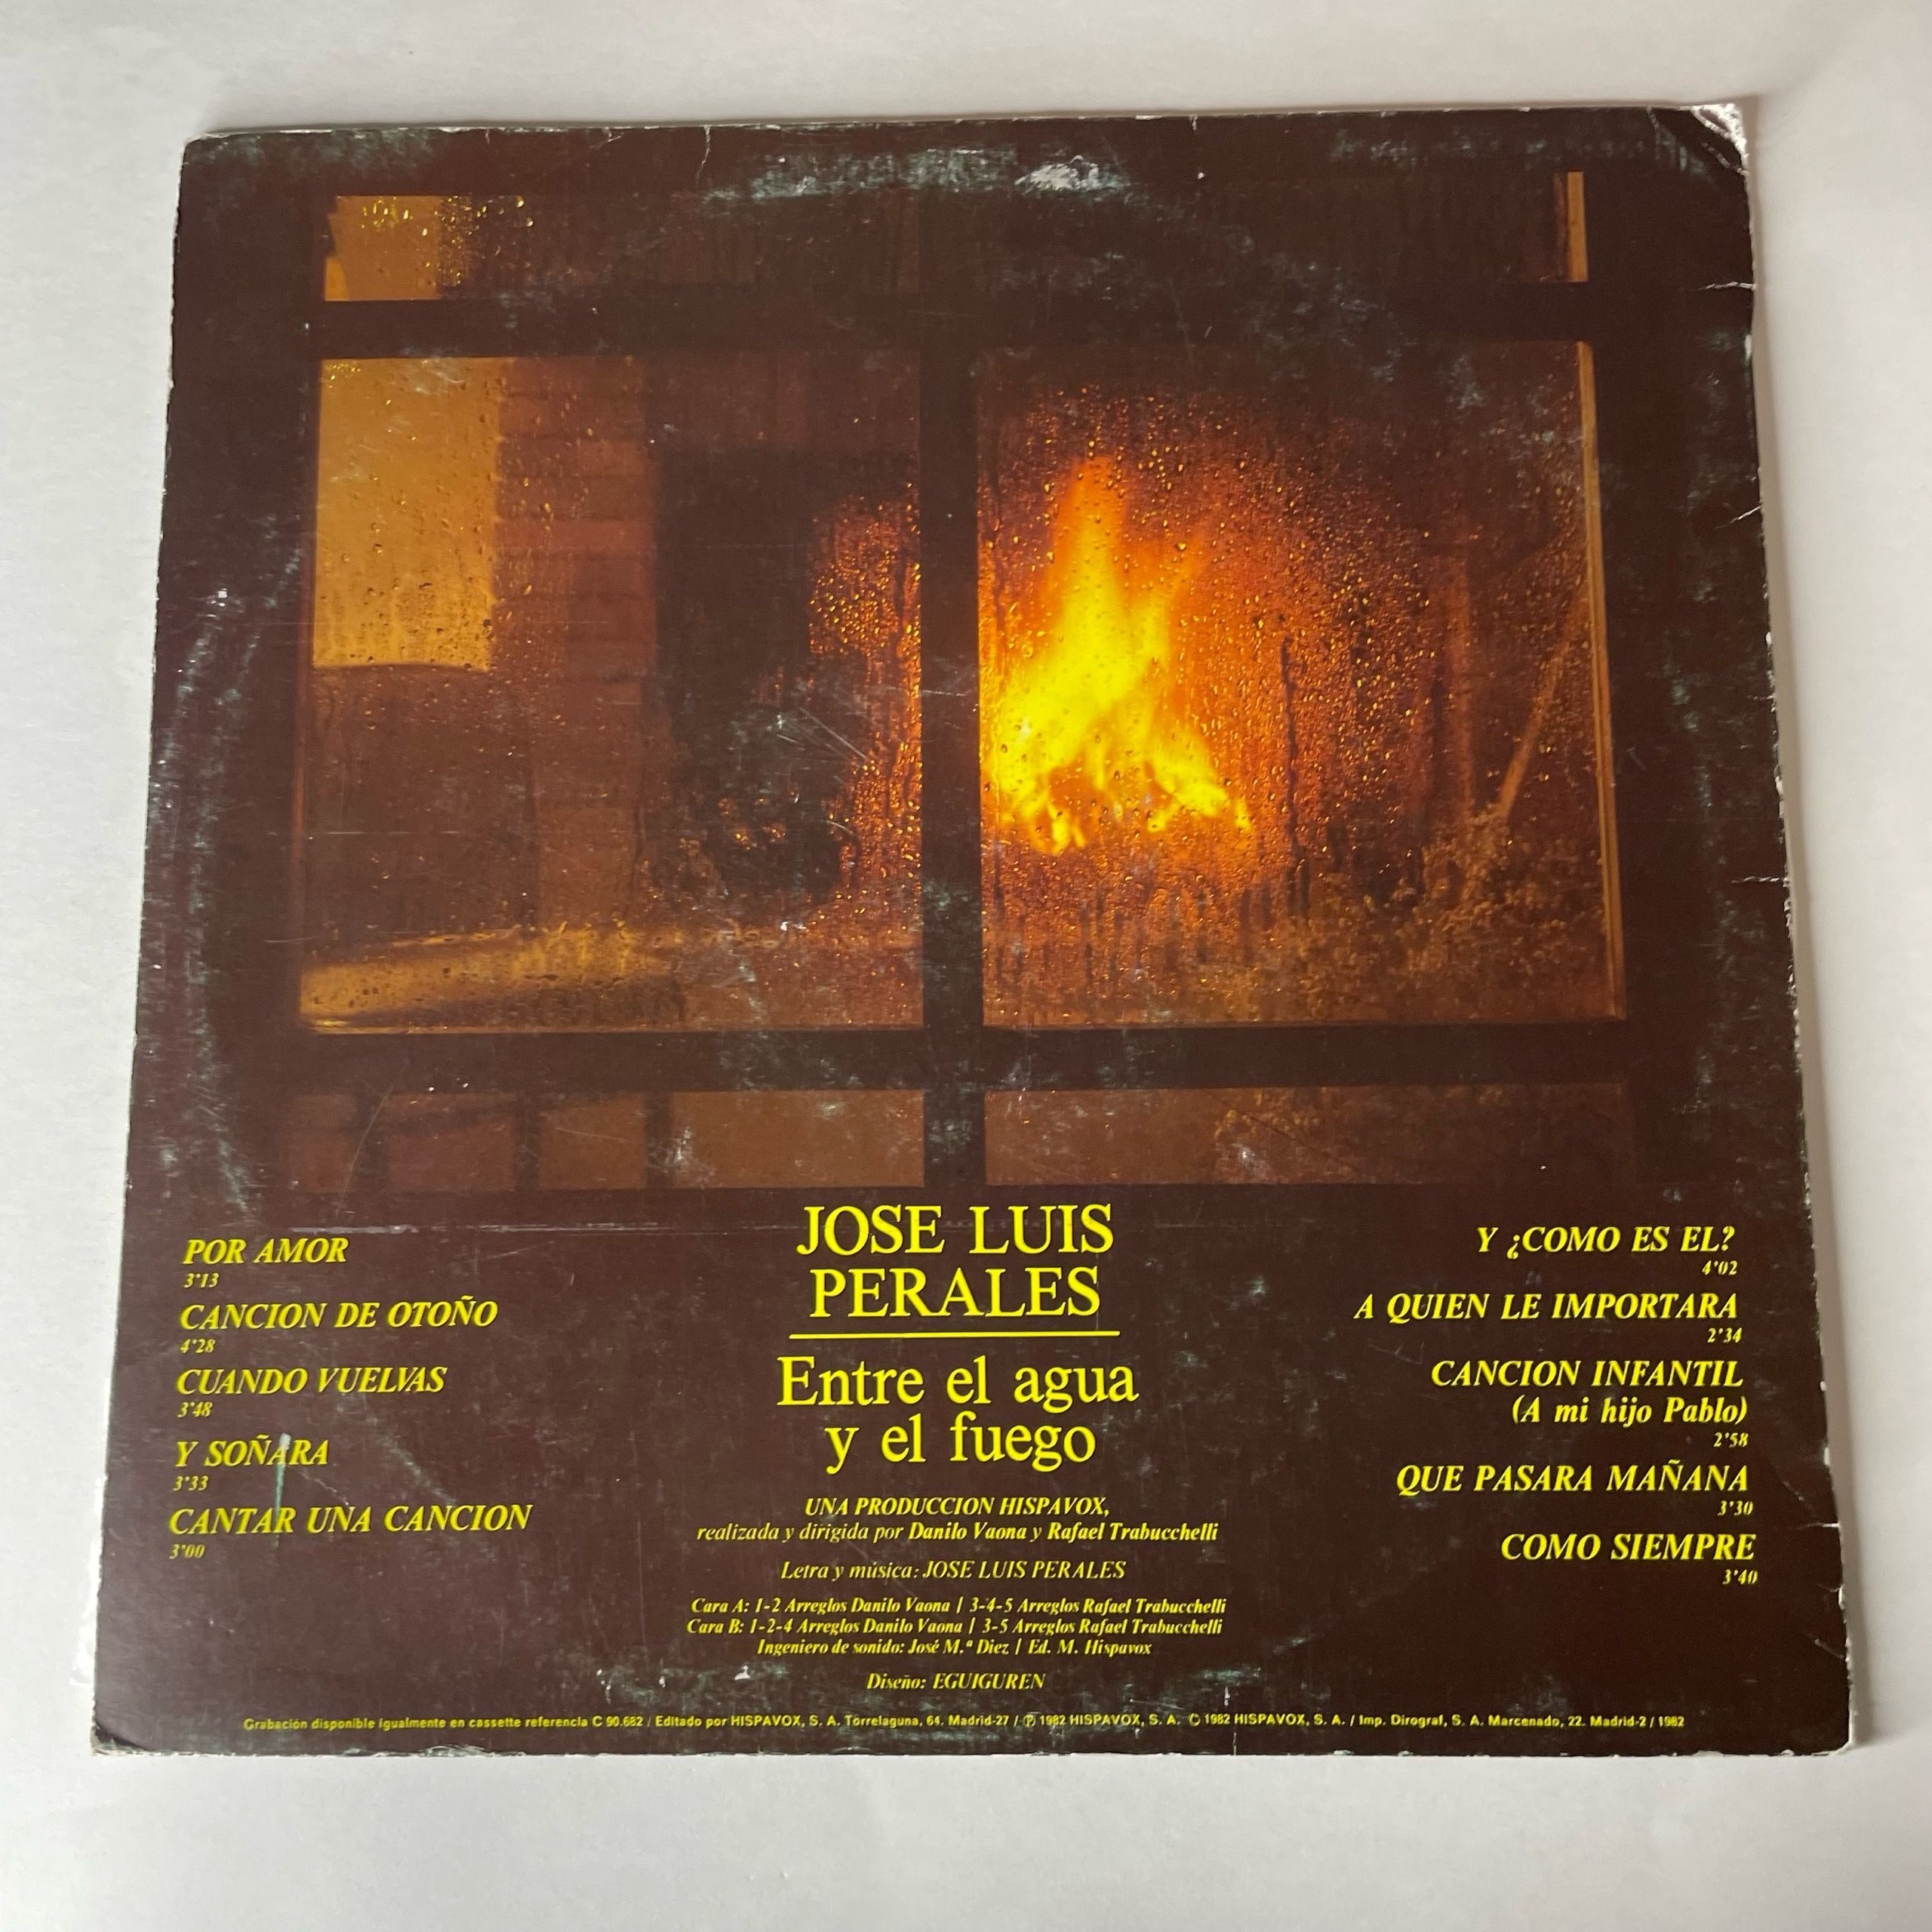 POR AMOR
3'13
CANCION DE OTOÑO
4'28
CUANDO VUELVAS
3'48
Y SOÑARA
3'33
CANTAR UNA CANCION
3'00
JOSE LUIS
PERALES
Entre el agua
y el fuego
UNA PRODUCCION HISPAVOX,
realizada y dirigida por Danilo Vaona y Rafael Trabucchelli
Letra y música: JOSE LUIS PERALES
Cara A: 1-2 Arreglos Danilo Vaona / 3-4-5 Arreglos Rafael Trabucchelli
Cara B: 1-2-4 Arreglos Danilo Vaona / 3-5 Arreglos Rafael Trabucchelli
Ingeniero de sonido: José M.ª Diez / Ed. M. Hispavox
Diseño: EGUIGUREN
Y ¿COMO ES EL?
4'02
A QUIEN LE IMPORTARA
2'34
CANCION INFANTIL
(A mi hijo Pablo)
2'58
QUE PASARA MAÑANA
3'30
COMO SIEMPRE
3'40
Grabación disponible igualmente en cassette referencia C 90.682 / Editado por HISPAVOX, S. A. Torrelaguna, 64. Madrid-27 / ℗ 1982 HISPAVOX, S. A. © 1982 HISPAVOX, S. A. / Imp. Dirograf, S. A. Marcenado, 22. Madrid-2 / 1982